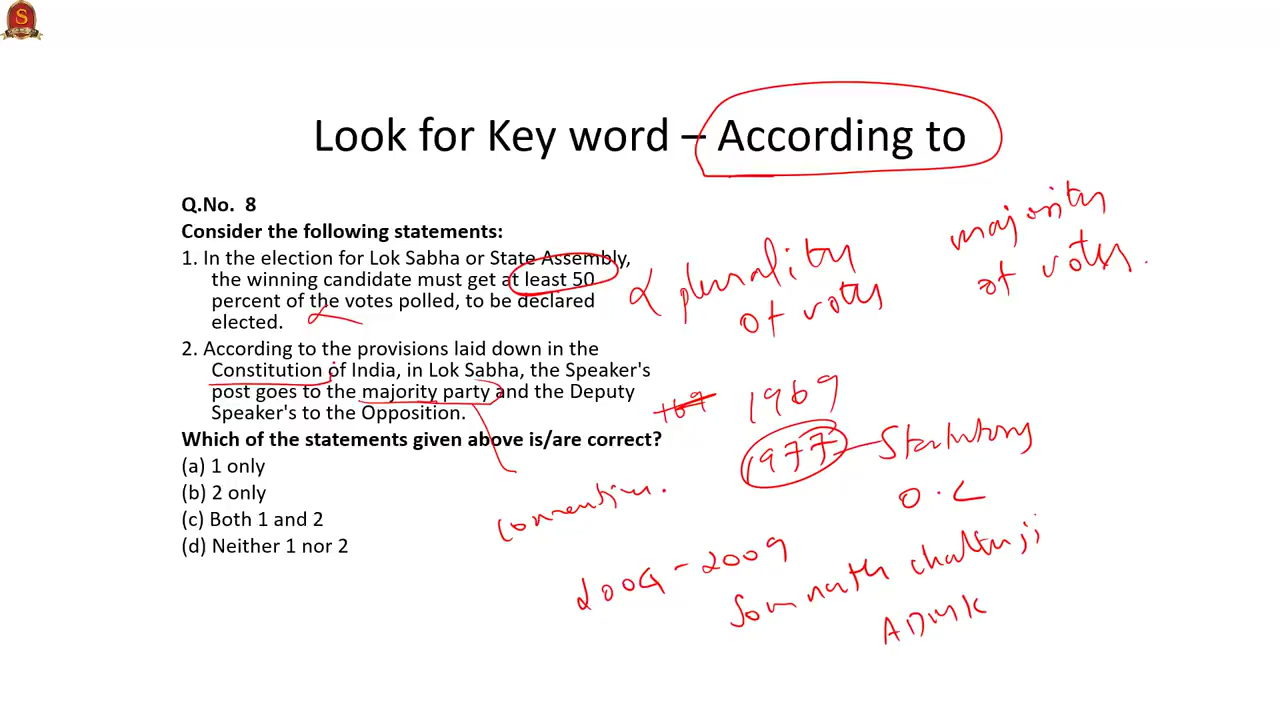 S
Look for Key word – According to
Q.No. 8
Consider the following statements:
1. In the election for Lok Sabha or State Assembly,
the winning candidate must get at least 50
percent of the votes polled, to be declared
elected.
2. According to the provisions laid down in the
Constitution of India, in Lok Sabha, the Speaker's
post goes to the majority party and the Deputy
Speaker's to the Opposition.
Which of the statements given above is/are correct?
(a) 1 only
(b) 2 only
(c) Both 1 and 2
(d) Neither 1 nor 2
plurality
of votes
majority
of votes.
169 1969
1977 – Statutory
O.L
convention.
2004 – 2009
Somnath Chatterji
ADMK